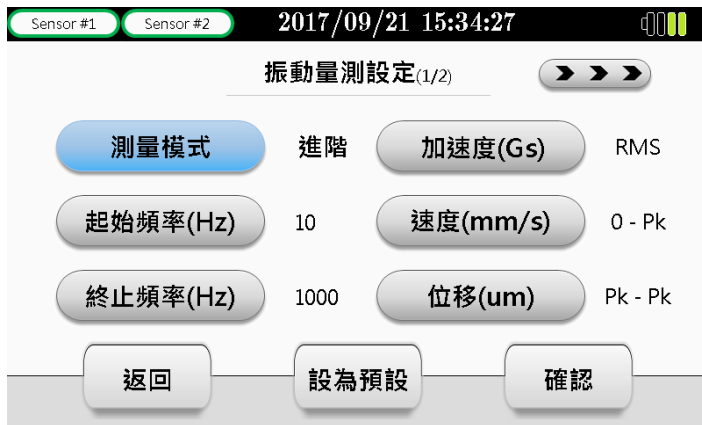 Sensor #1 Sensor #2 2017/09/21 15:34:27
振動量測設定(1/2)
測量模式 進階 加速度(Gs) RMS
起始頻率(Hz) 10 速度(mm/s) 0 - Pk
終止頻率(Hz) 1000 位移(um) Pk - Pk
返回 設為預設 確認